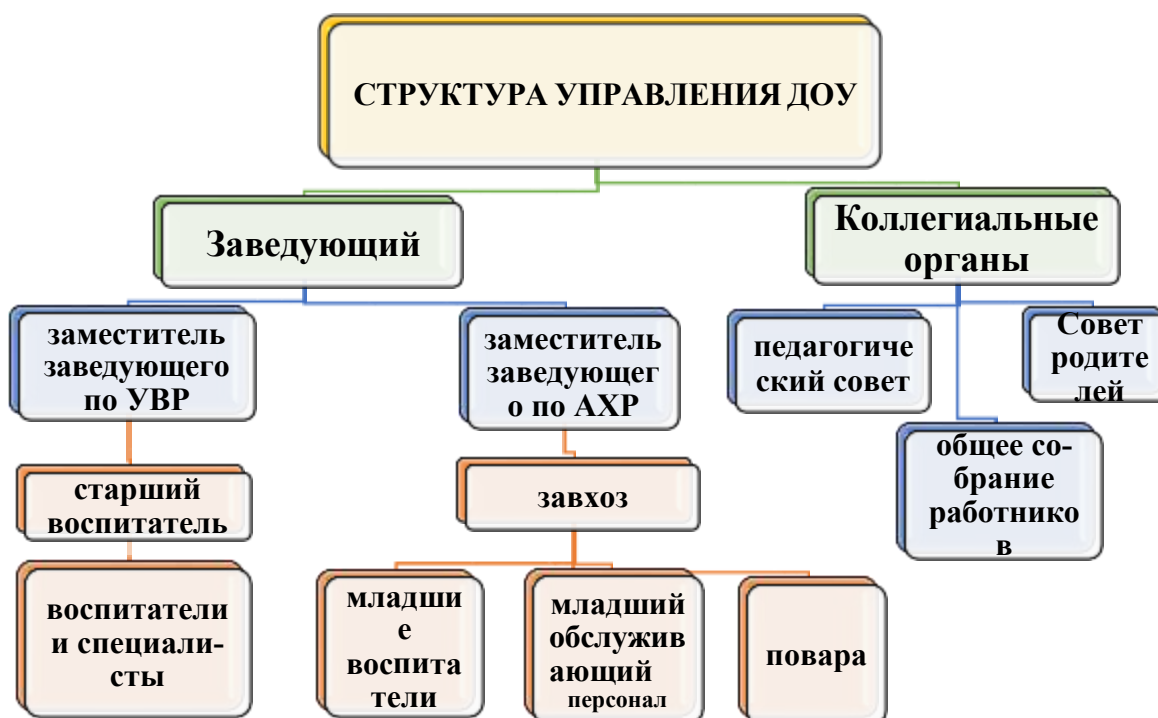 СТРУКТУРА УПРАВЛЕНИЯ ДОУ
Заведующий
Коллегиальные
органы
заместитель
заведующего
по УВР
заместитель
заведующег
о по АХР
педагогиче
ский совет
Совет
родите
лей
общее со-
брание
работнико
в
старший
воспитатель
завхоз
воспитатели
и специали-
сты
младши
е
воспита
тели
младший
обслужив
ающий
персонал
повара